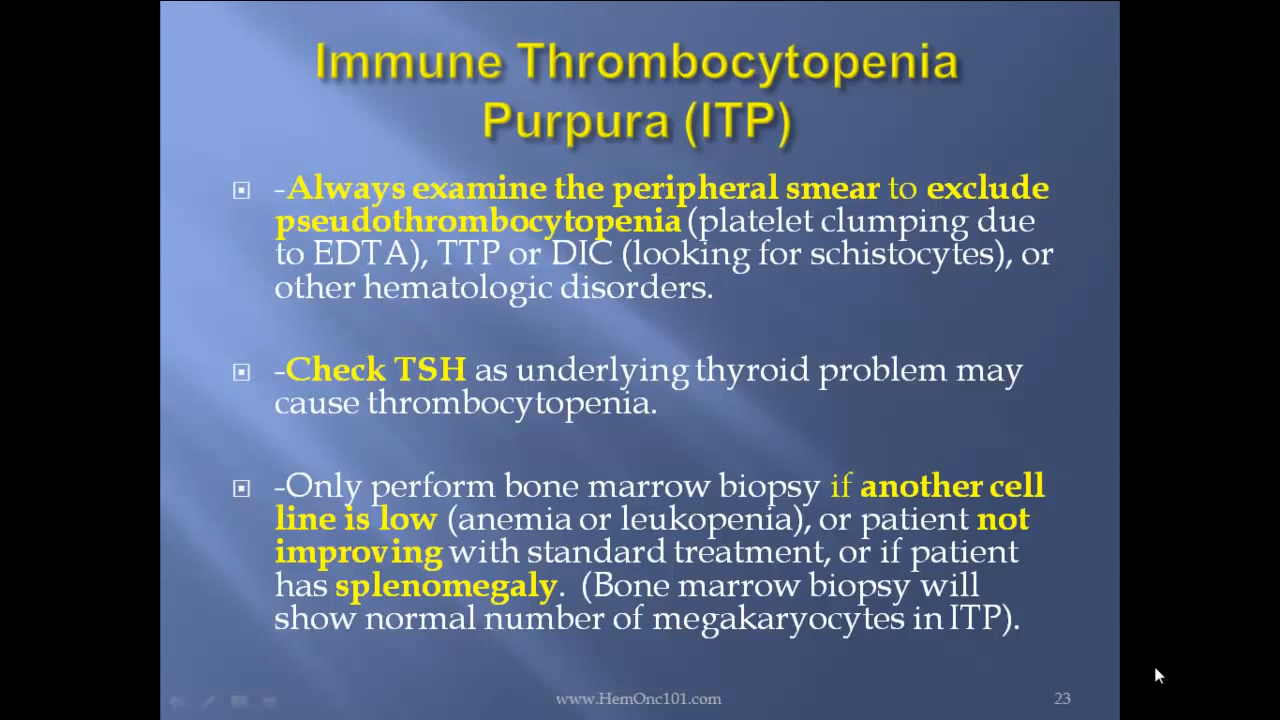 Immune Thrombocytopenia
Purpura (ITP)
-Always examine the peripheral smear to exclude
pseudothrombocytopenia (platelet clumping due
to EDTA), TTP or DIC (looking for schistocytes), or
other hematologic disorders.
-Check TSH as underlying thyroid problem may
cause thrombocytopenia.
-Only perform bone marrow biopsy if another cell
line is low (anemia or leukopenia), or patient not
improving with standard treatment, or if patient
has splenomegaly. (Bone marrow biopsy will
show normal number of megakaryocytes in ITP).
www.HemOnc101.com 23